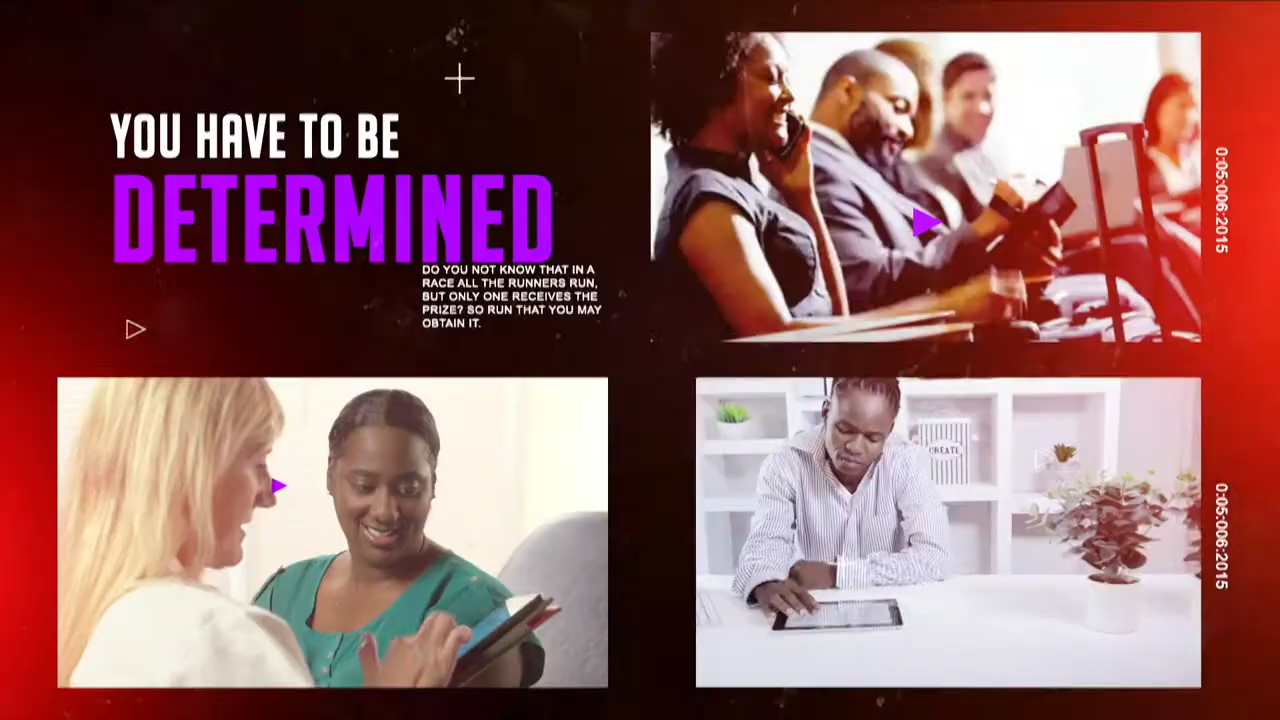 YOU HAVE TO BE
DETERMINED
DO YOU NOT KNOW THAT IN A
RACE ALL THE RUNNERS RUN,
BUT ONLY ONE RECEIVES THE
PRIZE? SO RUN THAT YOU MAY
OBTAIN IT.
0:05:006:2015
CREATE
0:05:006:2015